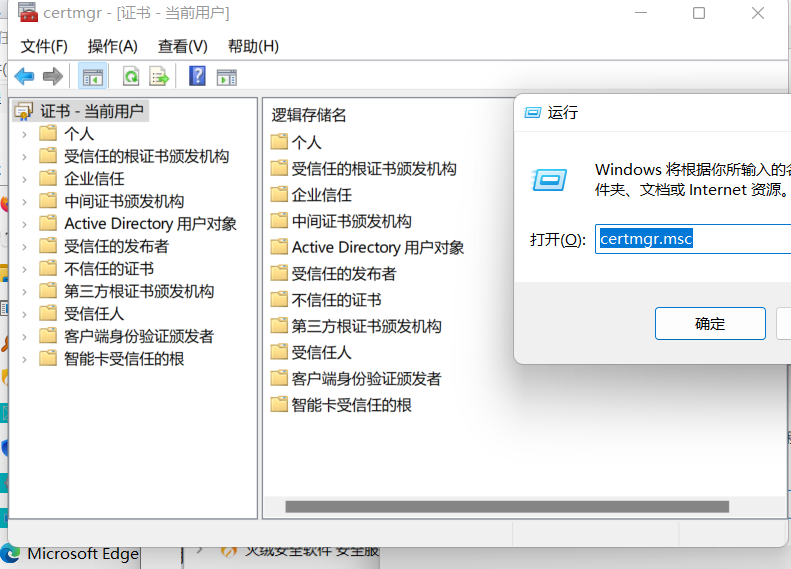 certmgr - [证书 - 当前用户]
文件(F) 操作(A) 查看(V) 帮助(H)
证书 - 当前用户
个人
受信任的根证书颁发机构
企业信任
中间证书颁发机构
Active Directory 用户对象
受信任的发布者
不信任的证书
第三方根证书颁发机构
受信任人
客户端身份验证颁发者
智能卡受信任的根
逻辑存储名
个人
受信任的根证书颁发机构
企业信任
中间证书颁发机构
Active Directory 用户对象
受信任的发布者
不信任的证书
第三方根证书颁发机构
受信任人
客户端身份验证颁发者
智能卡受信任的根
运行
Windows 将根据你所输入的名
件夹、文档或 Internet 资源。
打开(O): certmgr.msc
确定
Microsoft Edge
火绒安全软件 安全服